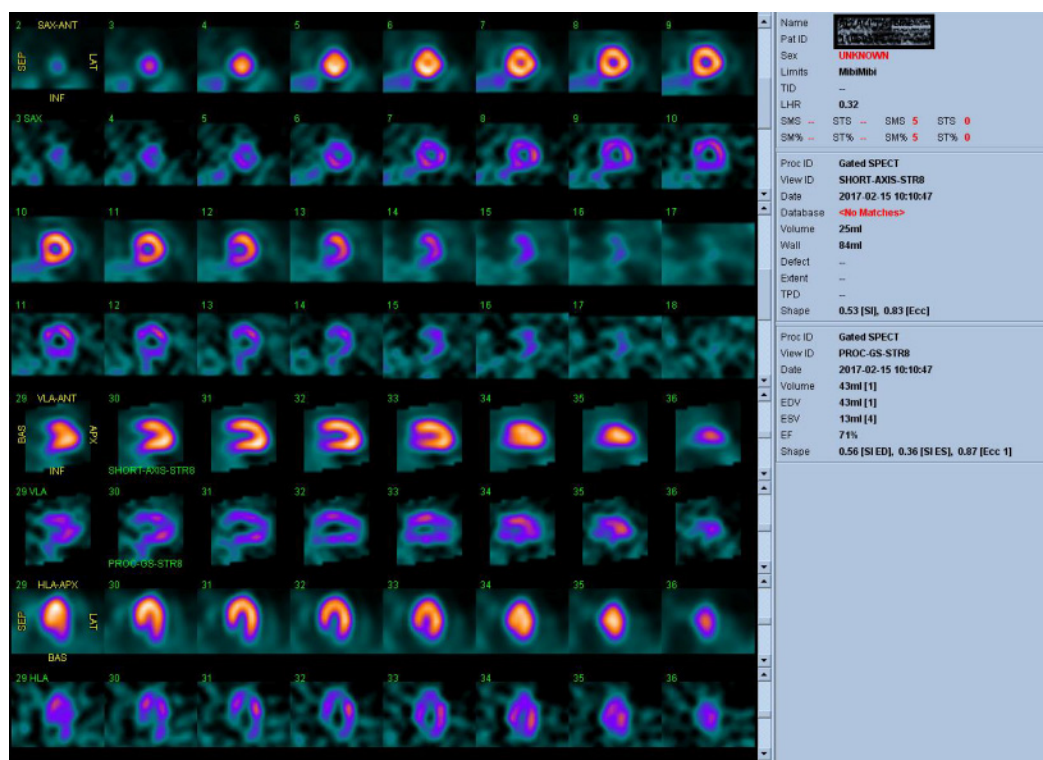 2 SAX-ANT 3 4 5 6 7 8 9
SEP LAT
INF
3 SAX 4 5 6 7 8 9 10
10 11 12 13 14 15 16 17
11 12 13 14 15 16 17 18
29 VLA-ANT 30 31 32 33 34 35 36
BAS APX
INF SHORT-AXIS-STR8
29 VLA 30 31 32 33 34 35 36
PROC-GS-STR8
29 HLA-APX 30 31 32 33 34 35 36
SEP LAT
BAS
29 HLA 30 31 32 33 34 35 36
Name
Pat ID
Sex UNKNOWN
Limits MibiMibi
TID --
LHR 0.32
SMS -- STS -- SMS 5 STS 0
SM% -- ST% -- SM% 5 ST% 0
Proc ID Gated SPECT
View ID SHORT-AXIS-STR8
Date 2017-02-15 10:10:47
Database <No Matches>
Volume 25ml
Wall 84ml
Defect --
Extent --
TPD --
Shape 0.53 [SI], 0.83 [Ecc]
Proc ID Gated SPECT
View ID PROC-GS-STR8
Date 2017-02-15 10:10:47
Volume 43ml [1]
EDV 43ml [1]
ESV 13ml [4]
EF 71%
Shape 0.56 [SI ED], 0.36 [SI ES], 0.87 [Ecc 1]